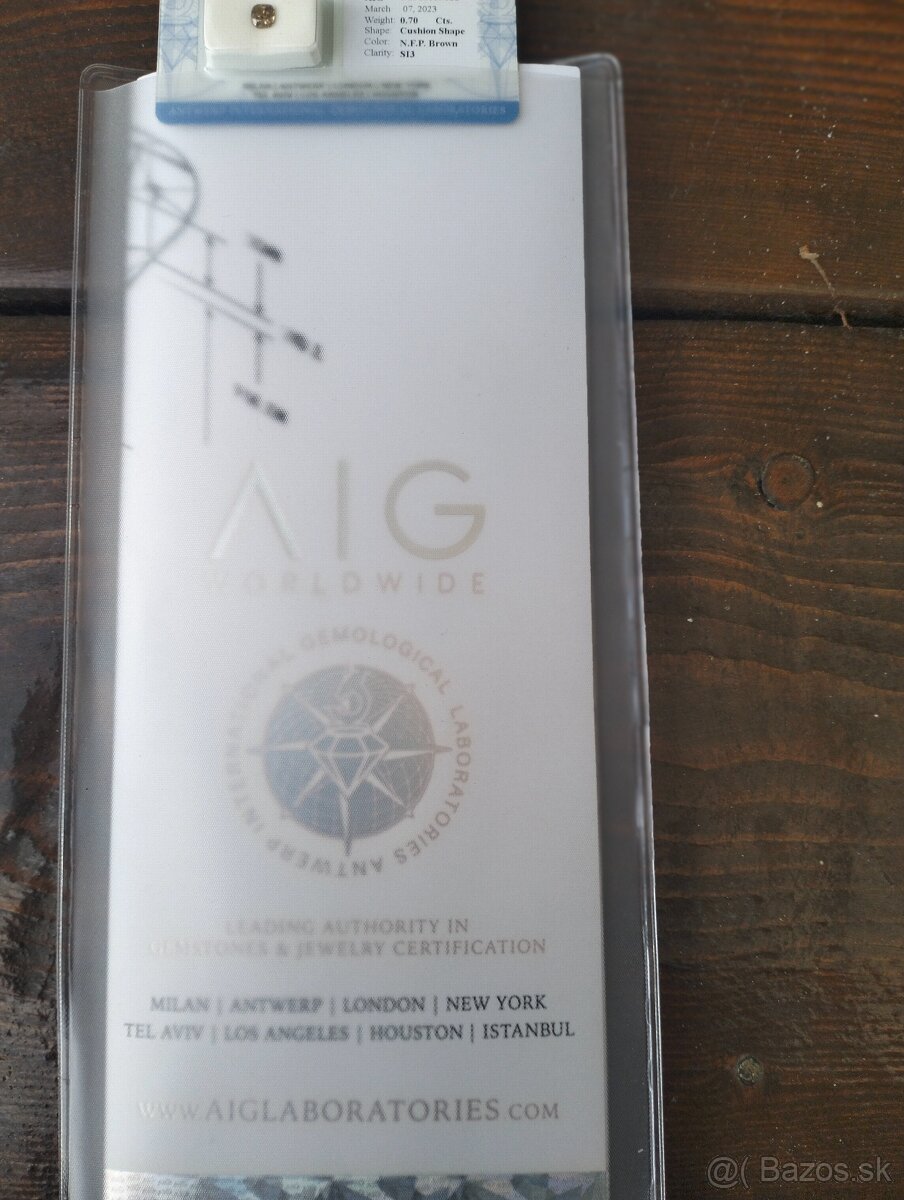 March 07, 2023
Weight: 0.70 Cts.
Shape: Cushion Shape
Color: N.F.P. Brown
Clarity: SI3
AIG
WORLDWIDE
INTERNATIONAL GEMOLOGICAL LABORATORIES ANTWERP
LEADING AUTHORITY IN
GEMSTONES & JEWELRY CERTIFICATION
MILAN | ANTWERP | LONDON | NEW YORK
TEL AVIV | LOS ANGELES | HOUSTON | ISTANBUL
WWW.AIGLABORATORIES.COM
@( Bazos.sk